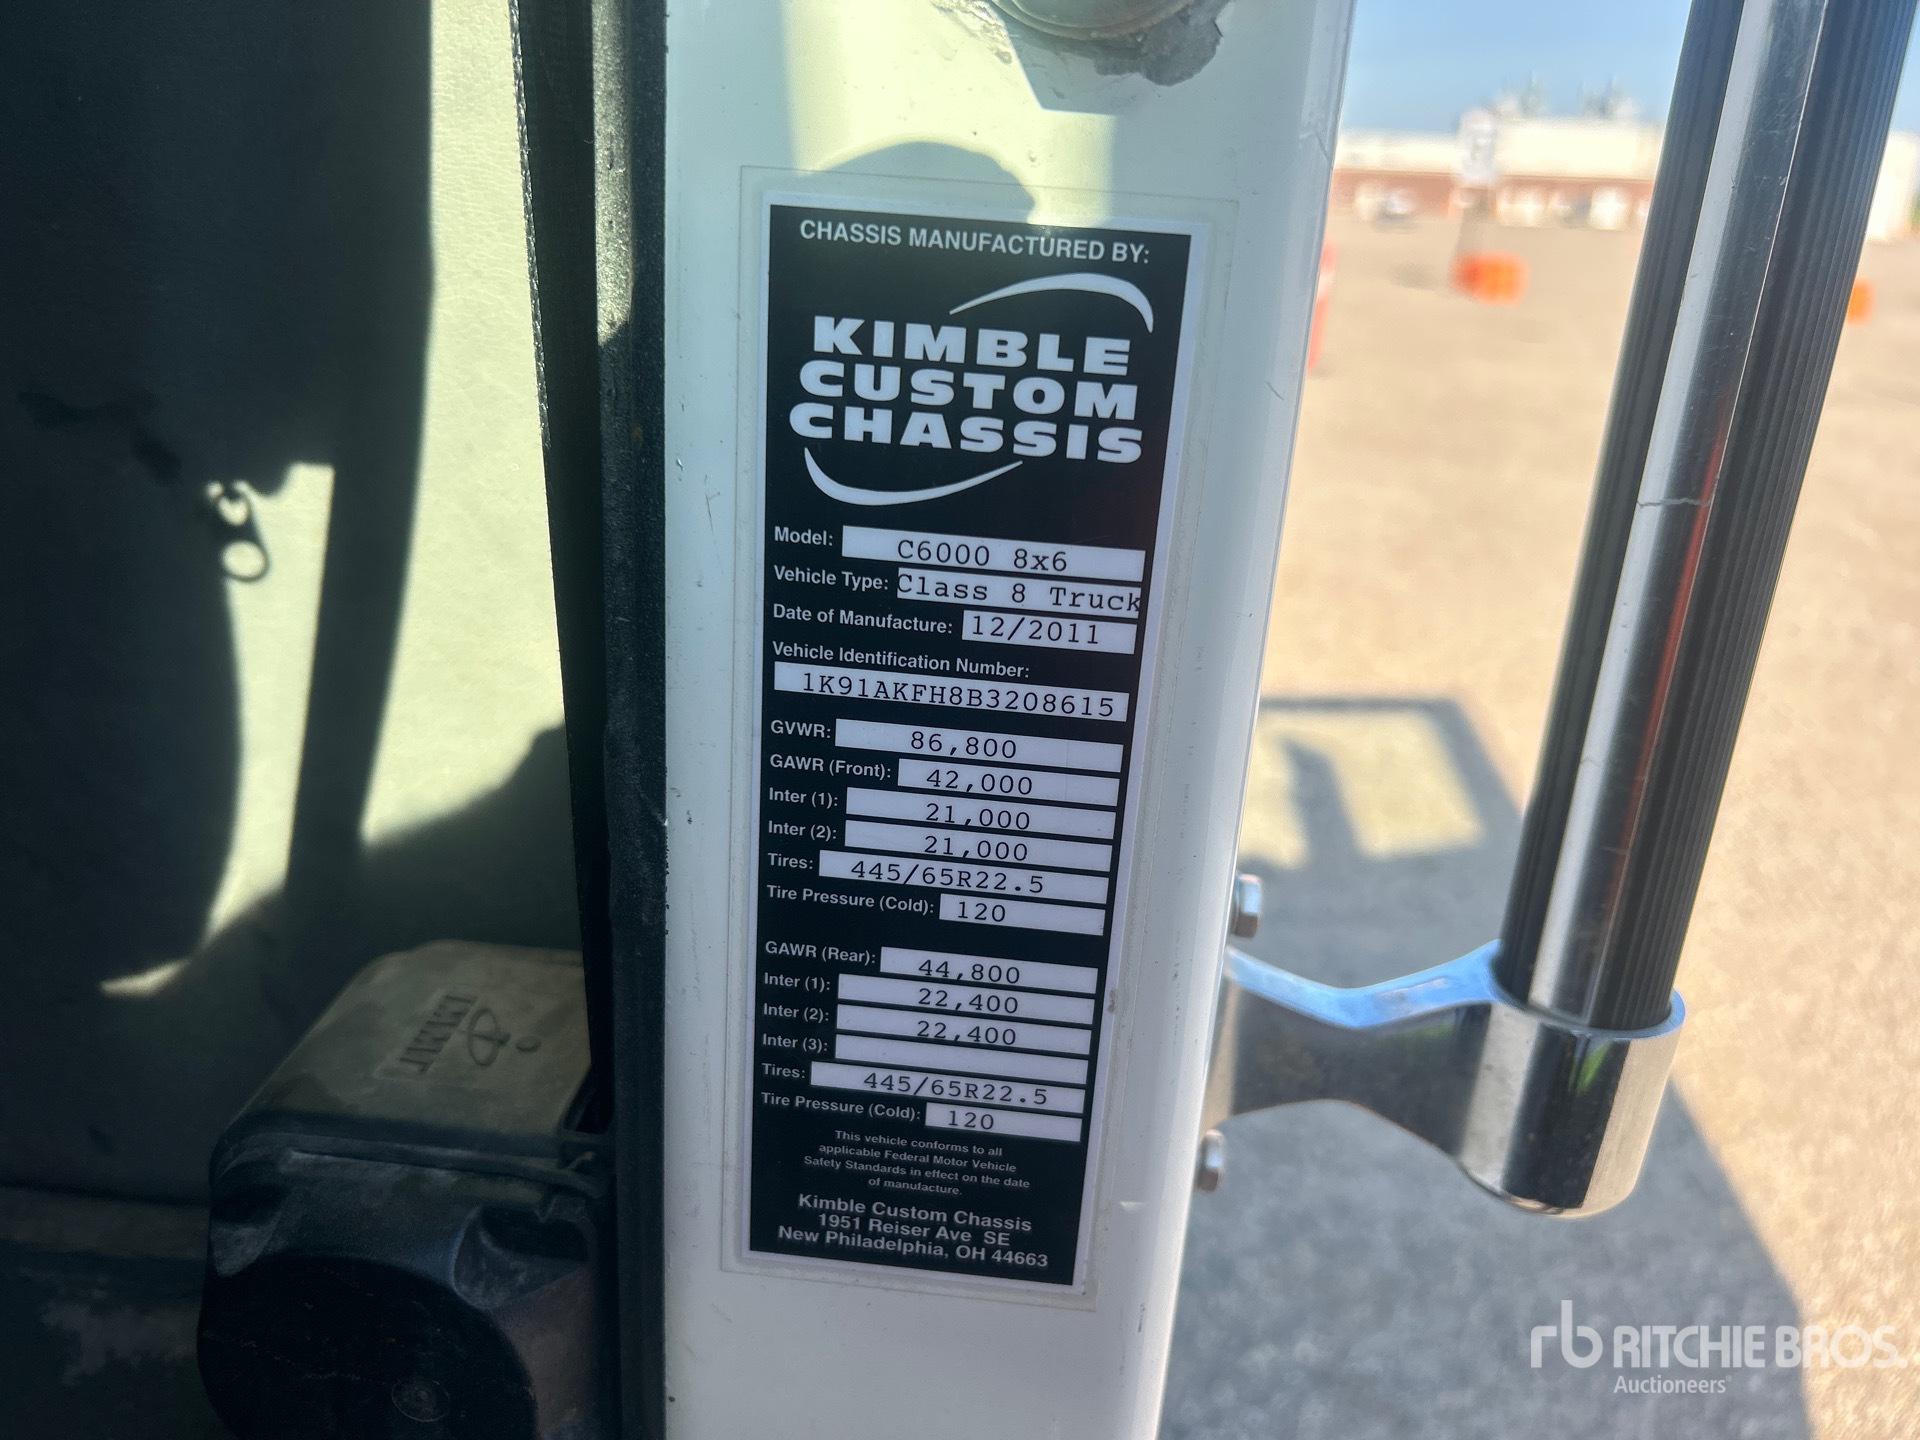 CHASSIS MANUFACTURED BY:
KIMBLE
CUSTOM
CHASSIS
Model: C6000 8x6
Vehicle Type: Class 8 Truck
Date of Manufacture: 12/2011
Vehicle Identification Number:
1K91AKFH8B3208615
GVWR: 86,800
GAWR (Front): 42,000
Inter (1): 21,000
Inter (2): 21,000
Tires: 445/65R22.5
Tire Pressure (Cold): 120
GAWR (Rear): 44,800
Inter (1): 22,400
Inter (2): 22,400
Inter (3):
Tires: 445/65R22.5
Tire Pressure (Cold): 120
This vehicle conforms to all
applicable Federal Motor Vehicle
Safety Standards in effect on the date
of manufacture.
Kimble Custom Chassis
1951 Reiser Ave SE
New Philadelphia, OH 44663
rb RITCHIE BROS.
Auctioneers